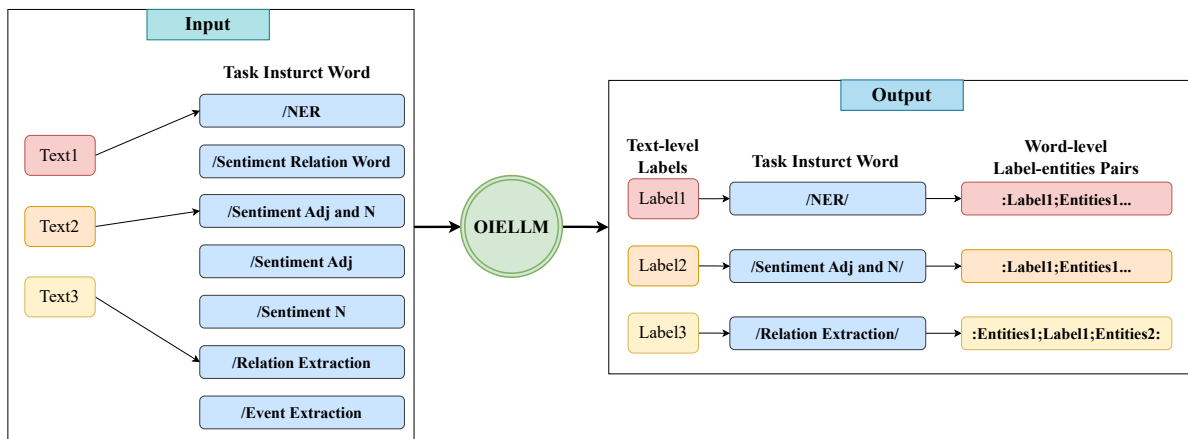 Input
Task Insturct Word
/NER
Text1
/Sentiment Relation Word
Text2
/Sentiment Adj and N
/Sentiment Adj
Text3
/Sentiment N
/Relation Extraction
/Event Extraction
OIELLM
Output
Text-level
Labels
Task Insturct Word
Word-level
Label-entities Pairs
Label1
/NER/
:Label1;Entities1...
Label2
/Sentiment Adj and N/
:Label1;Entities1...
Label3
/Relation Extraction/
:Entities1;Label1;Entities2: